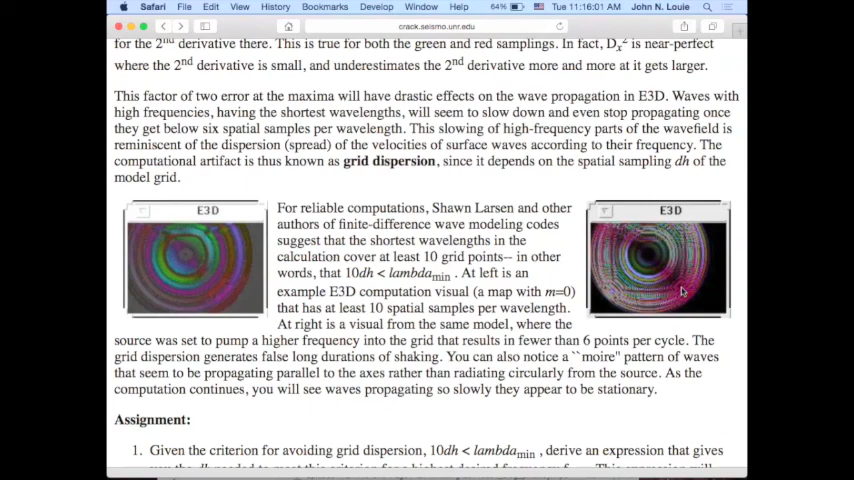 Safari File Edit View History Bookmarks Develop Window Help 64% Tue 11:16:01 AM John N. Louie
crack.seismo.unr.edu
for the 2nd derivative there. This is true for both the green and red samplings. In fact, Dx2 is near-perfect
where the 2nd derivative is small, and underestimates the 2nd derivative more and more at it gets larger.
This factor of two error at the maxima will have drastic effects on the wave propagation in E3D. Waves with
high frequencies, having the shortest wavelengths, will seem to slow down and even stop propagating once
they get below six spatial samples per wavelength. This slowing of high-frequency parts of the wavefield is
reminiscent of the dispersion (spread) of the velocities of surface waves according to their frequency. The
computational artifact is thus known as grid dispersion, since it depends on the spatial sampling dh of the
model grid.
E3D
For reliable computations, Shawn Larsen and other
authors of finite-difference wave modeling codes
suggest that the shortest wavelengths in the
calculation cover at least 10 grid points-- in other
words, that 10dh < lambdamin . At left is an
example E3D computation visual (a map with m=0)
that has at least 10 spatial samples per wavelength.
At right is a visual from the same model, where the
E3D
source was set to pump a higher frequency into the grid that results in fewer than 6 points per cycle. The
grid dispersion generates false long durations of shaking. You can also notice a ``moire'' pattern of waves
that seem to be propagating parallel to the axes rather than radiating circularly from the source. As the
computation continues, you will see waves propagating so slowly they appear to be stationary.
Assignment:
1. Given the criterion for avoiding grid dispersion, 10dh < lambdamin , derive an expression that gives